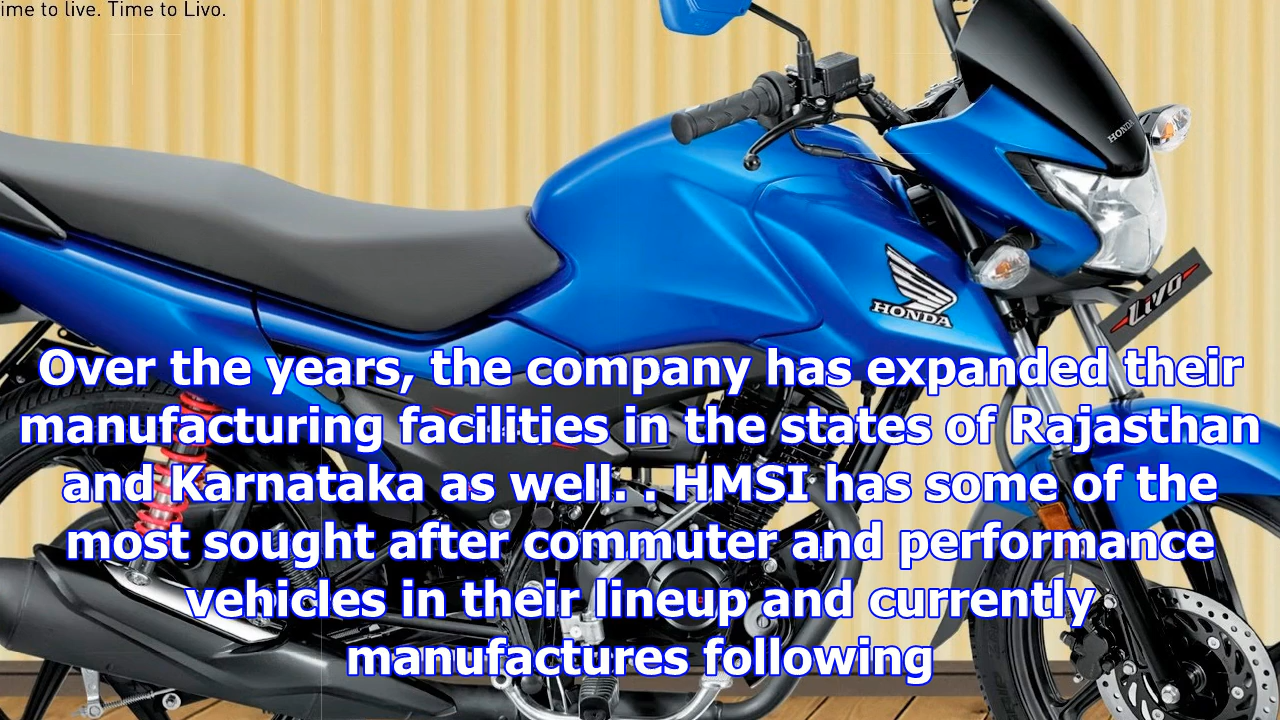 ime to live. Time to Livo.
HONDA
HONDA
Livo
Over the years, the company has expanded their
manufacturing facilities in the states of Rajasthan
and Karnataka as well. . HMSI has some of the
most sought after commuter and performance
vehicles in their lineup and currently
manufactures following